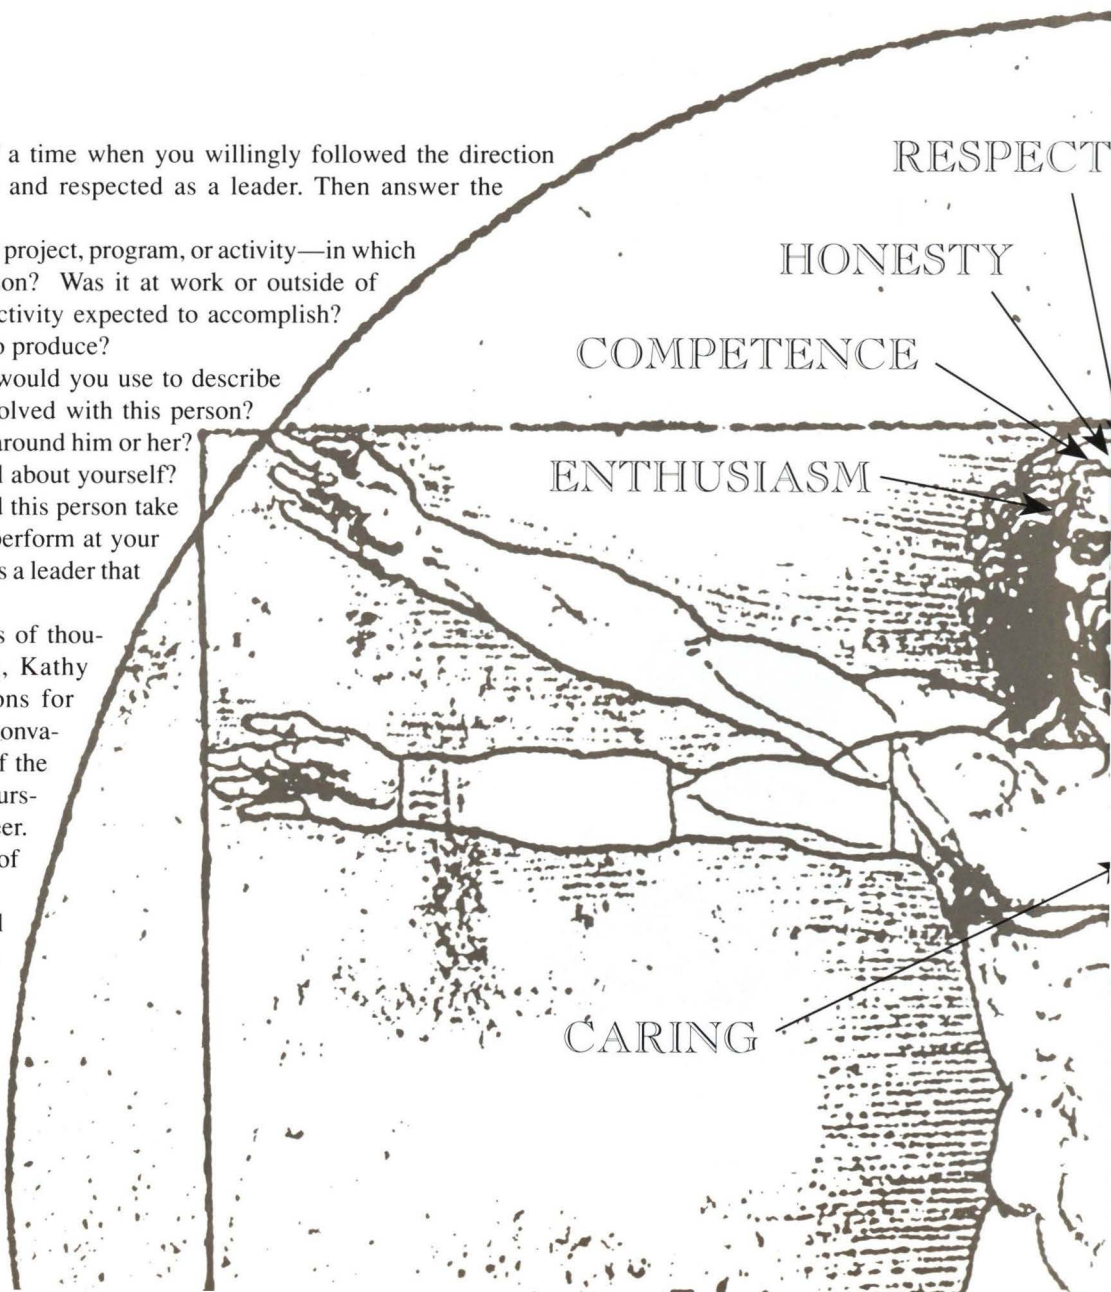 a time when you willingly followed the direction
and respected as a leader. Then answer the
project, program, or activity—in which
on? Was it at work or outside of
ctivity expected to accomplish?
o produce?
would you use to describe
olved with this person?
around him or her?
l about yourself?
l this person take
perform at your
s a leader that
s of thou-
, Kathy
ons for
onva-
f the
urs-
eer.
of
l
RESPECT
HONESTY
COMPETENCE
ENTHUSIASM
CARING